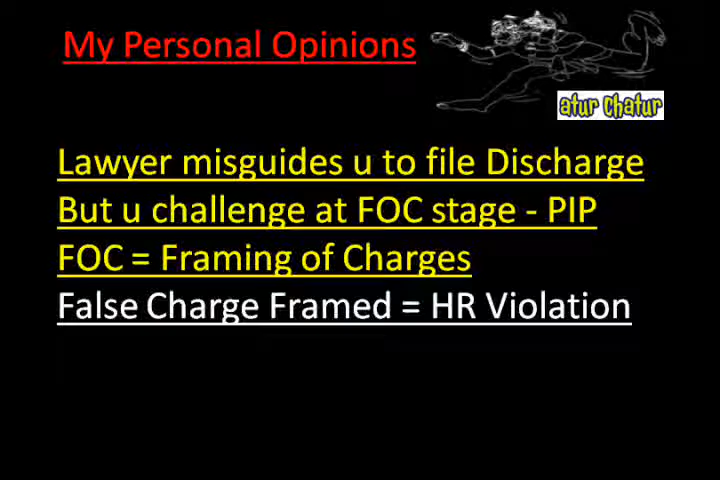 My Personal Opinions
atur chatur
Lawyer misguides u to file Discharge
But u challenge at FOC stage - PIP
FOC = Framing of Charges
False Charge Framed = HR Violation